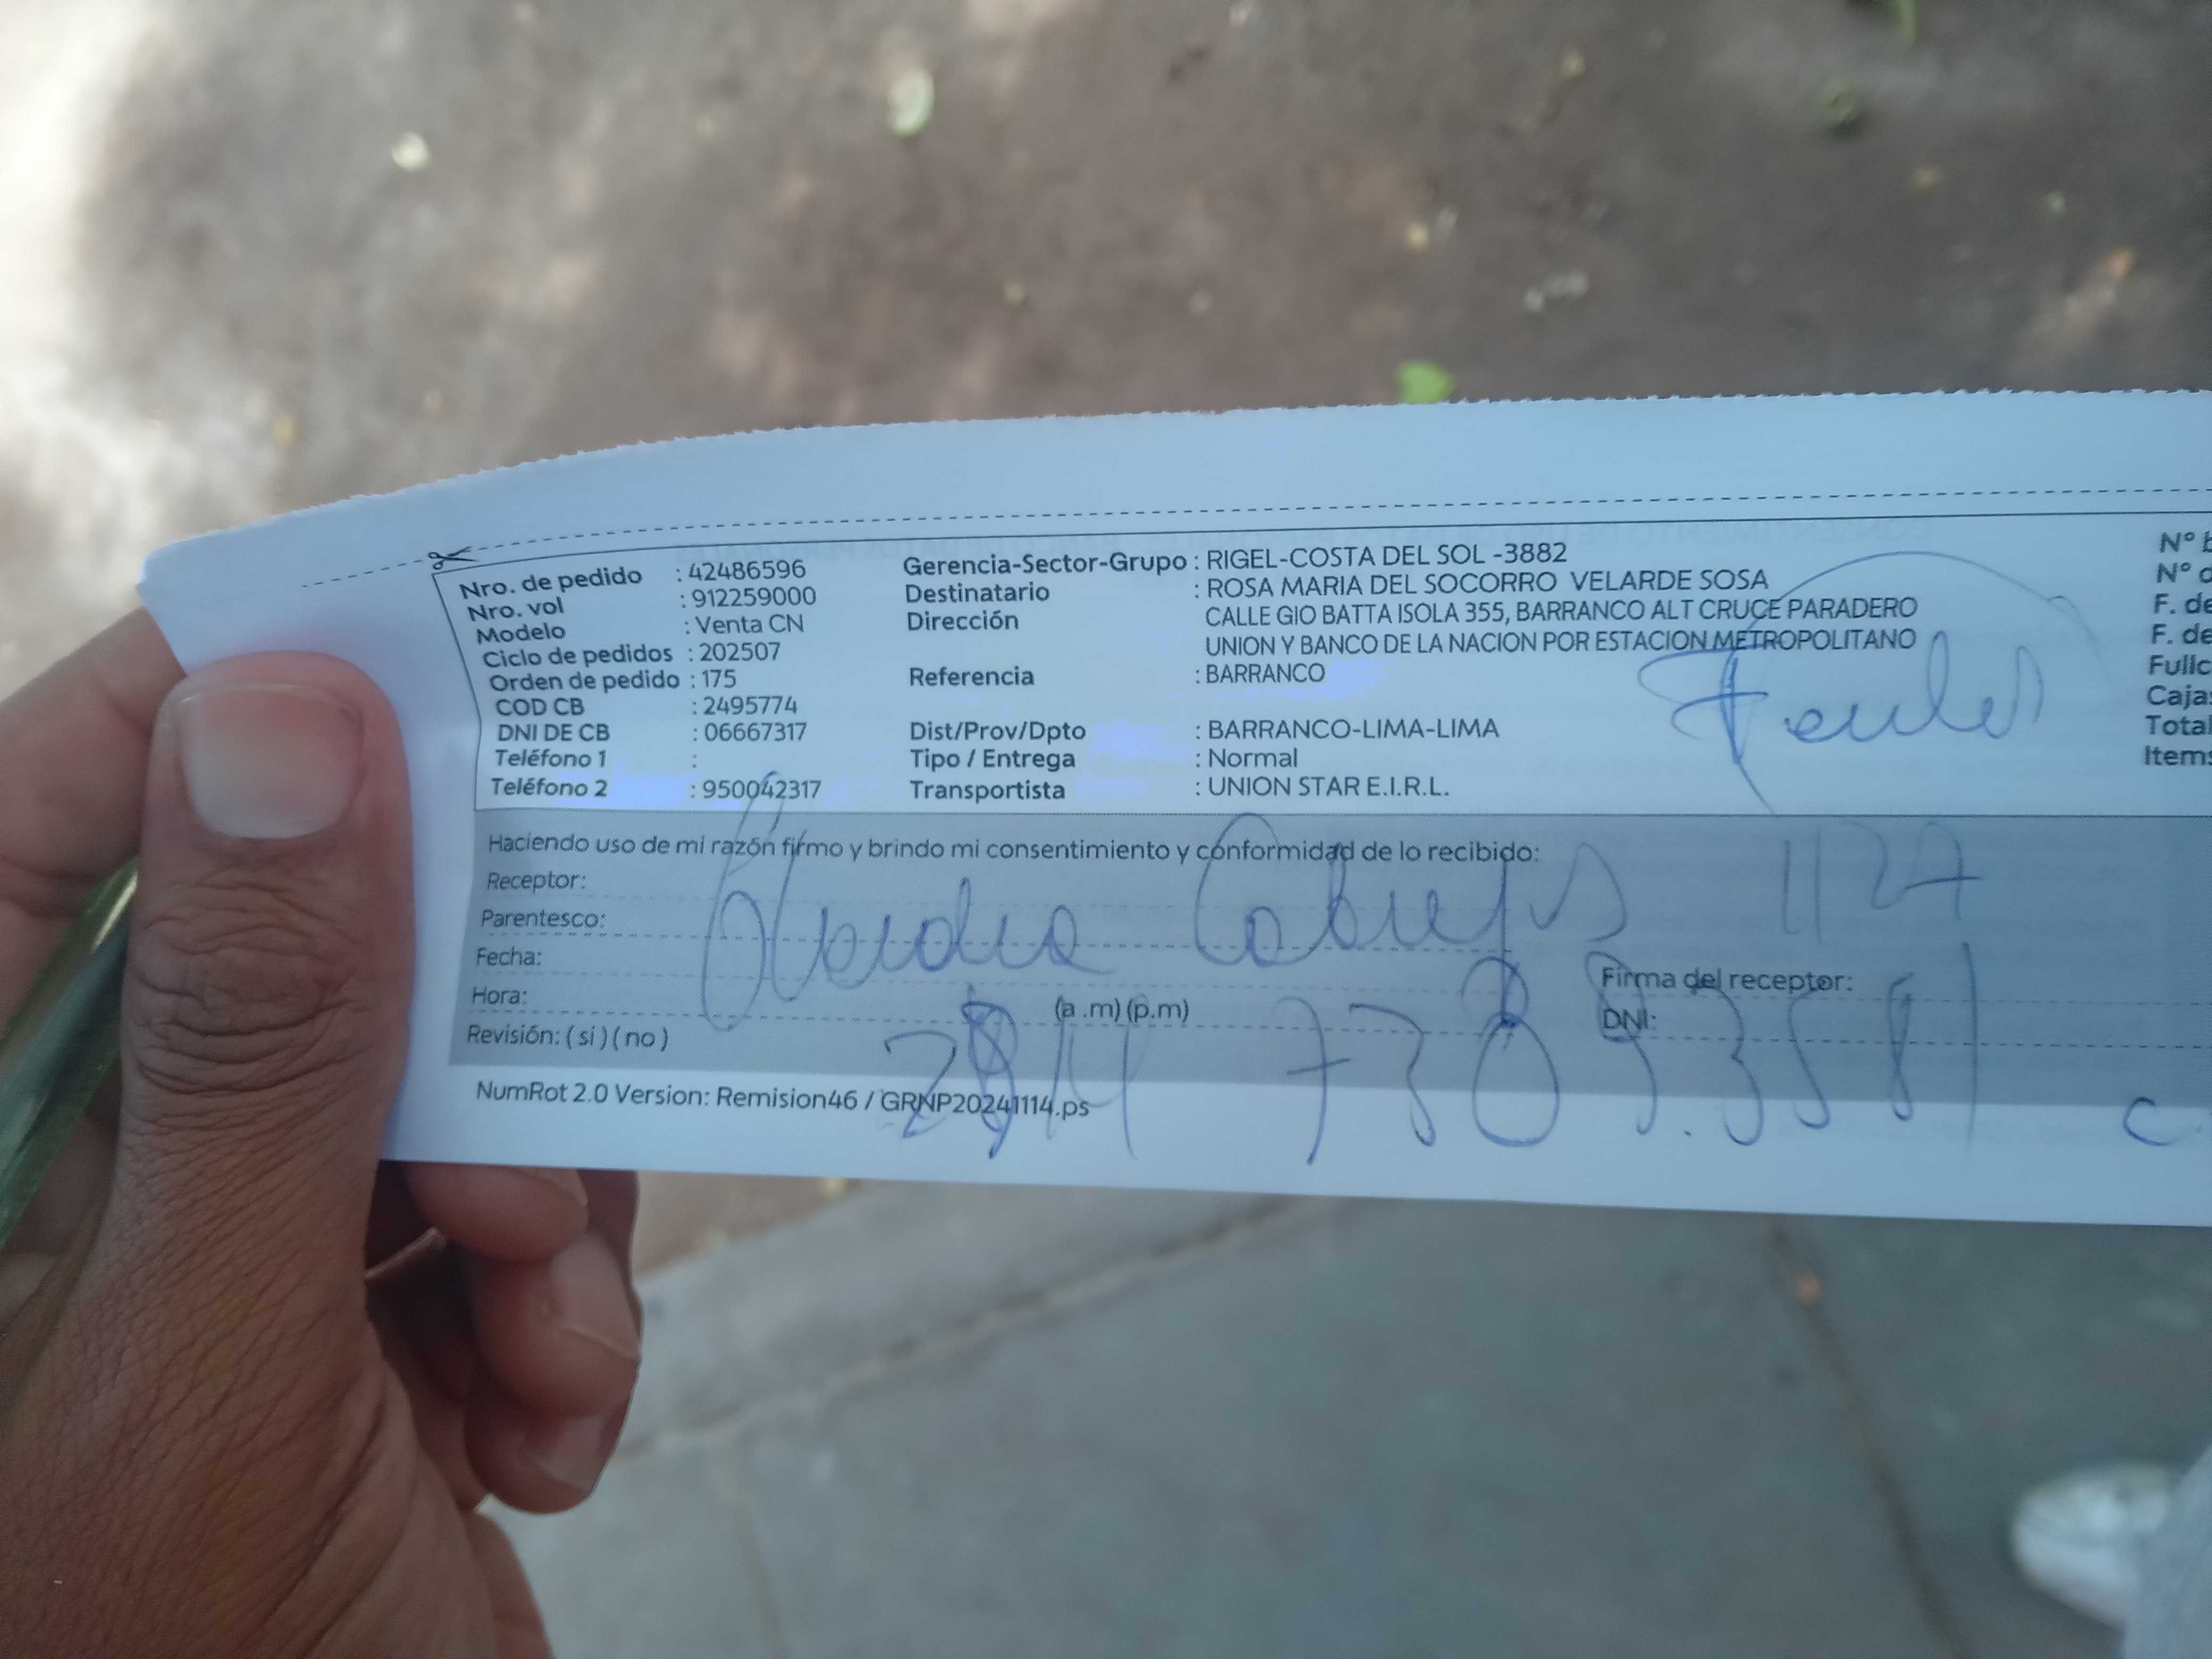 Nro. de pedido : 42486596
Nro. vol : 912259000
Modelo : Venta CN
Ciclo de pedidos : 202507
Orden de pedido : 175
COD CB : 2495774
DNI DE CB : 06667317
Teléfono 1 :
Teléfono 2 : 950042317
Gerencia-Sector-Grupo : RIGEL-COSTA DEL SOL -3882
Destinatario : ROSA MARIA DEL SOCORRO VELARDE SOSA
Dirección CALLE GIO BATTA ISOLA 355, BARRANCO ALT CRUCE PARADERO
UNION Y BANCO DE LA NACION POR ESTACION METROPOLITANO
Referencia : BARRANCO
Dist/Prov/Dpto : BARRANCO-LIMA-LIMA
Tipo / Entrega : Normal
Transportista : UNION STAR E.I.R.L.
N°
N°
F. de
F. de
Total
Items
Haciendo uso de mi razón firmo y brindo mi consentimiento y conformidad de lo recibido:
Receptor:
Parentesco:
Fecha:
Hora: (a .m) (p.m)
Revisión: ( si ) ( no )
Firma del receptor:
DNI:
NumRot 2.0 Version: Remision46 / GRNP20241114.ps